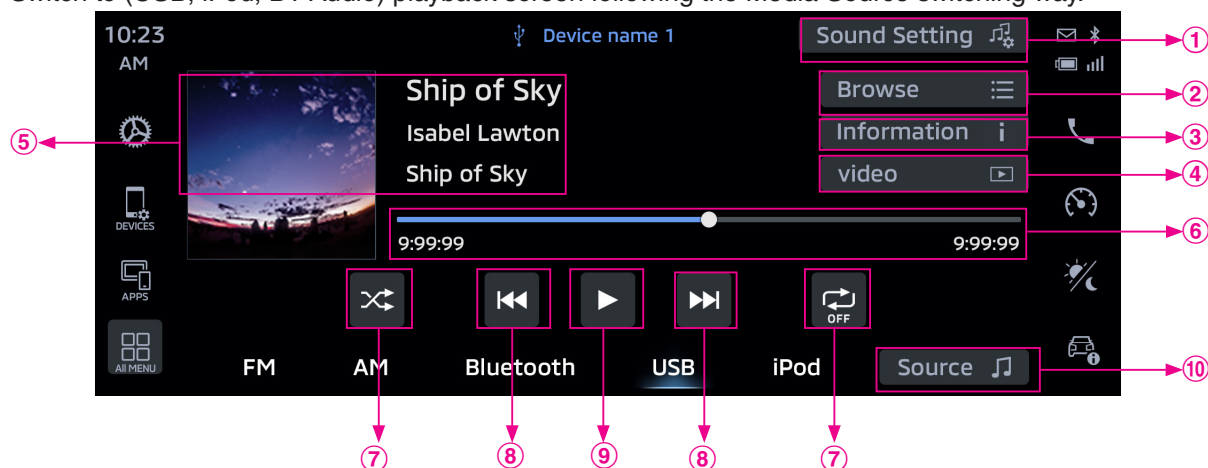 Switch to (USB, iPod, BT Audio) playback screen following the Media Source switching way.
10:23
AM
Device name 1
Sound Setting
1
Browse
2
Information
3
video
4
5
Ship of Sky
Isabel Lawton
Ship of Sky
DEVICES
9:99:99
9:99:99
6
APPS
OFF
All MENU
FM
AM
Bluetooth
USB
iPod
Source
10
7
8
9
8
7